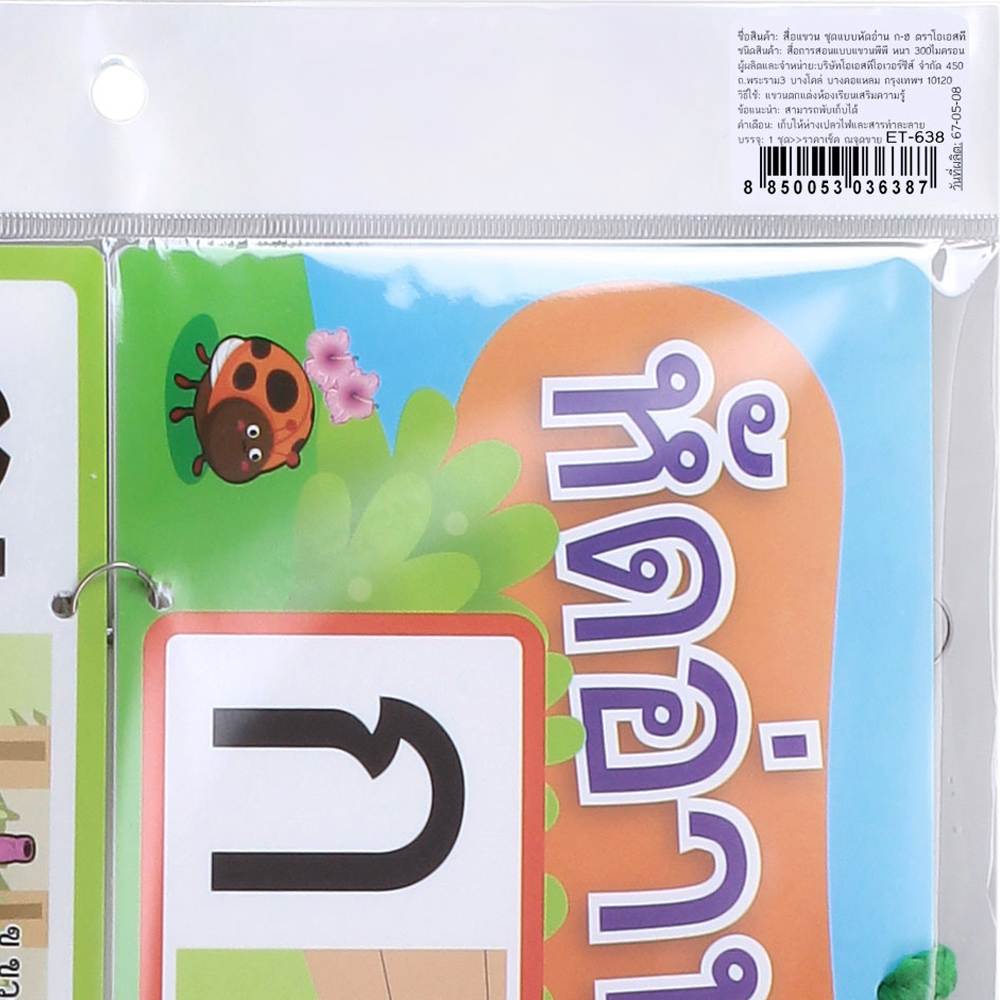 ชื่อสินค้า: สื่อแขวน ชุดแบบหัดอ่าน ก-ฮ ตราโอเอสที
ชนิดสินค้า: สื่อการสอนแบบแขวนพีพี หนา 300ไมครอน
ผู้ผลิตและจำหน่าย:บริษัทโอเอสทีโอเวอร์ซีส์ จำกัด 450
ถ.พระราม3 บางโคล่ บางคอแหลม กรุงเทพฯ 10120
วิธีใช้: แขวนตกแต่งห้องเรียนเสริมความรู้
ข้อแนะนำ: สามารถพับเก็บได้
คำเตือน: เก็บให้ห่างเปลวไฟและสารทำละลาย
บรรจุ: 1 ชุด>>ราคาเช็ค ณจุดขาย ET-638
วันที่ผลิต: 67-05-08
8 850053 036387
หัดอ่าน
ก